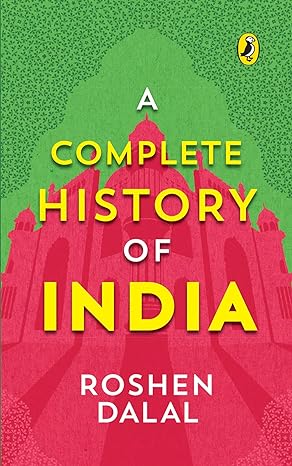 A
COMPLETE
HISTORY
OF
INDIA
ROSHEN
DALAL